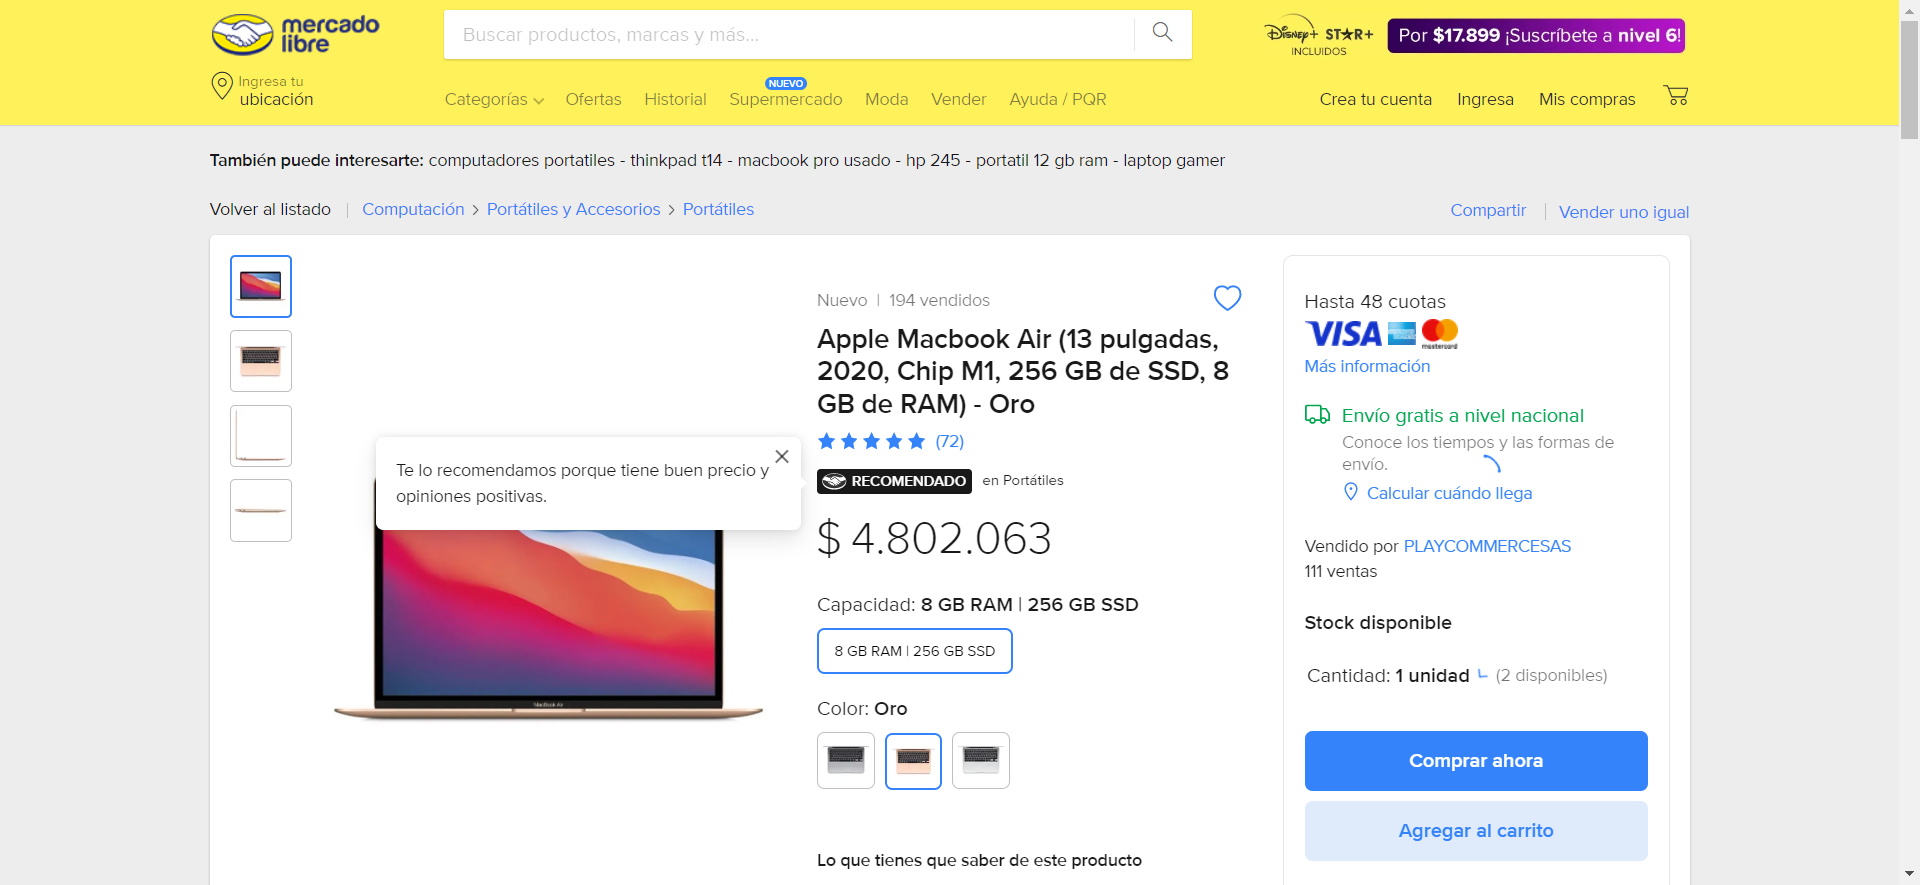 mercado
libre
Buscar productos, marcas y más...
Disney+ STAR+
INCLUIDOS
Por $17.899 ¡Suscríbete a nivel 6!
Ingresa tu
ubicación
Categorías
Ofertas
Historial
NUEVO
Supermercado
Moda
Vender
Ayuda / PQR
Crea tu cuenta
Ingresa
Mis compras
También puede interesarte: computadores portatiles - thinkpad t14 - macbook pro usado - hp 245 - portatil 12 gb ram - laptop gamer
Volver al listado
Computación > Portátiles y Accesorios > Portátiles
Compartir
Vender uno igual
Nuevo | 194 vendidos
Apple Macbook Air (13 pulgadas,
2020, Chip M1, 256 GB de SSD, 8
GB de RAM) - Oro
(72)
RECOMENDADO en Portátiles
Te lo recomendamos porque tiene buen precio y
opiniones positivas.
MacBook Air
$ 4.802.063
Capacidad: 8 GB RAM | 256 GB SSD
8 GB RAM | 256 GB SSD
Color: Oro
Lo que tienes que saber de este producto
Hasta 48 cuotas
VISA
mastercard
Más información
Envío gratis a nivel nacional
Conoce los tiempos y las formas de
envío.
Calcular cuándo llega
Vendido por PLAYCOMMERCESAS
111 ventas
Stock disponible
Cantidad: 1 unidad (2 disponibles)
Comprar ahora
Agregar al carrito